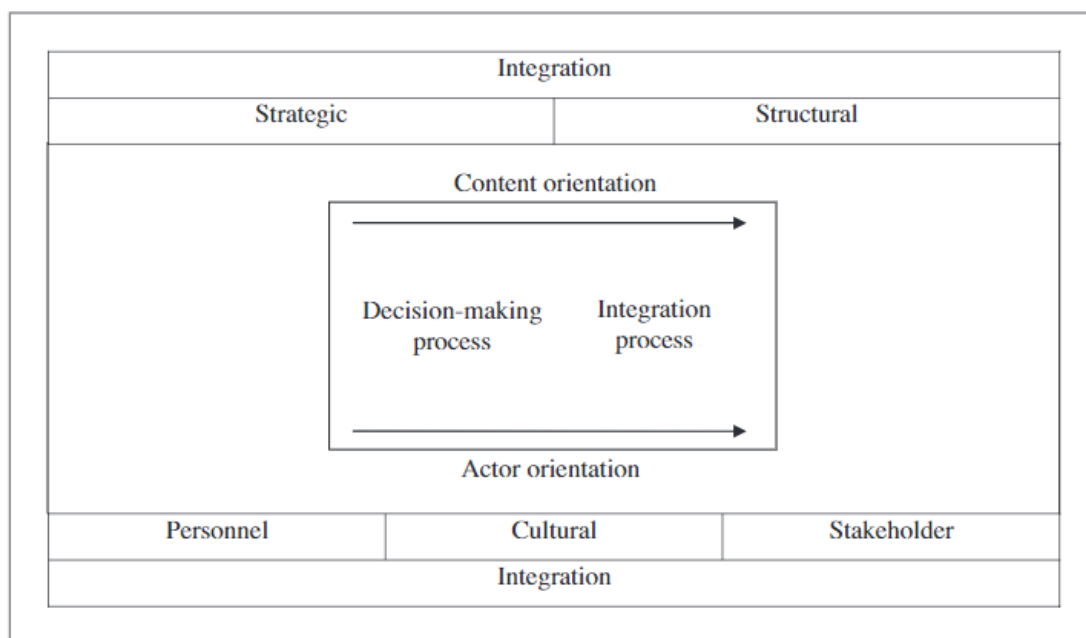 Integration
Strategic Structural
Content orientation
Decision-making Integration
process process
Actor orientation
Personnel Cultural Stakeholder
Integration